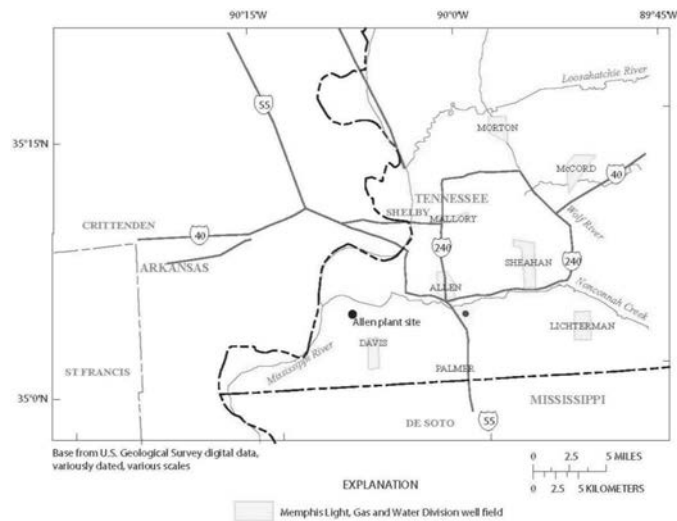 90°15'W
90°0'W
89°45'W
Loosahatchie River
55
MORTON
35°15'N
McCORD
40
TENNESSEE
SHELBY
MALLORY
Wolf River
CRITTENDEN
40
240
240
ARKANSAS
SHEAHAN
ALLEN
Nonconnah Creek
Allen plant site
LICHTERMAN
DAVIS
Mississippi River
ST FRANCIS
PALMER
35°0'N
MISSISSIPPI
DE SOTO
55
Base from U.S. Geological Survey digital data,
variously dated, various scales
0 2.5 5 MILES
0 2.5 5 KILOMETERS
EXPLANATION
Memphis Light, Gas and Water Division well field